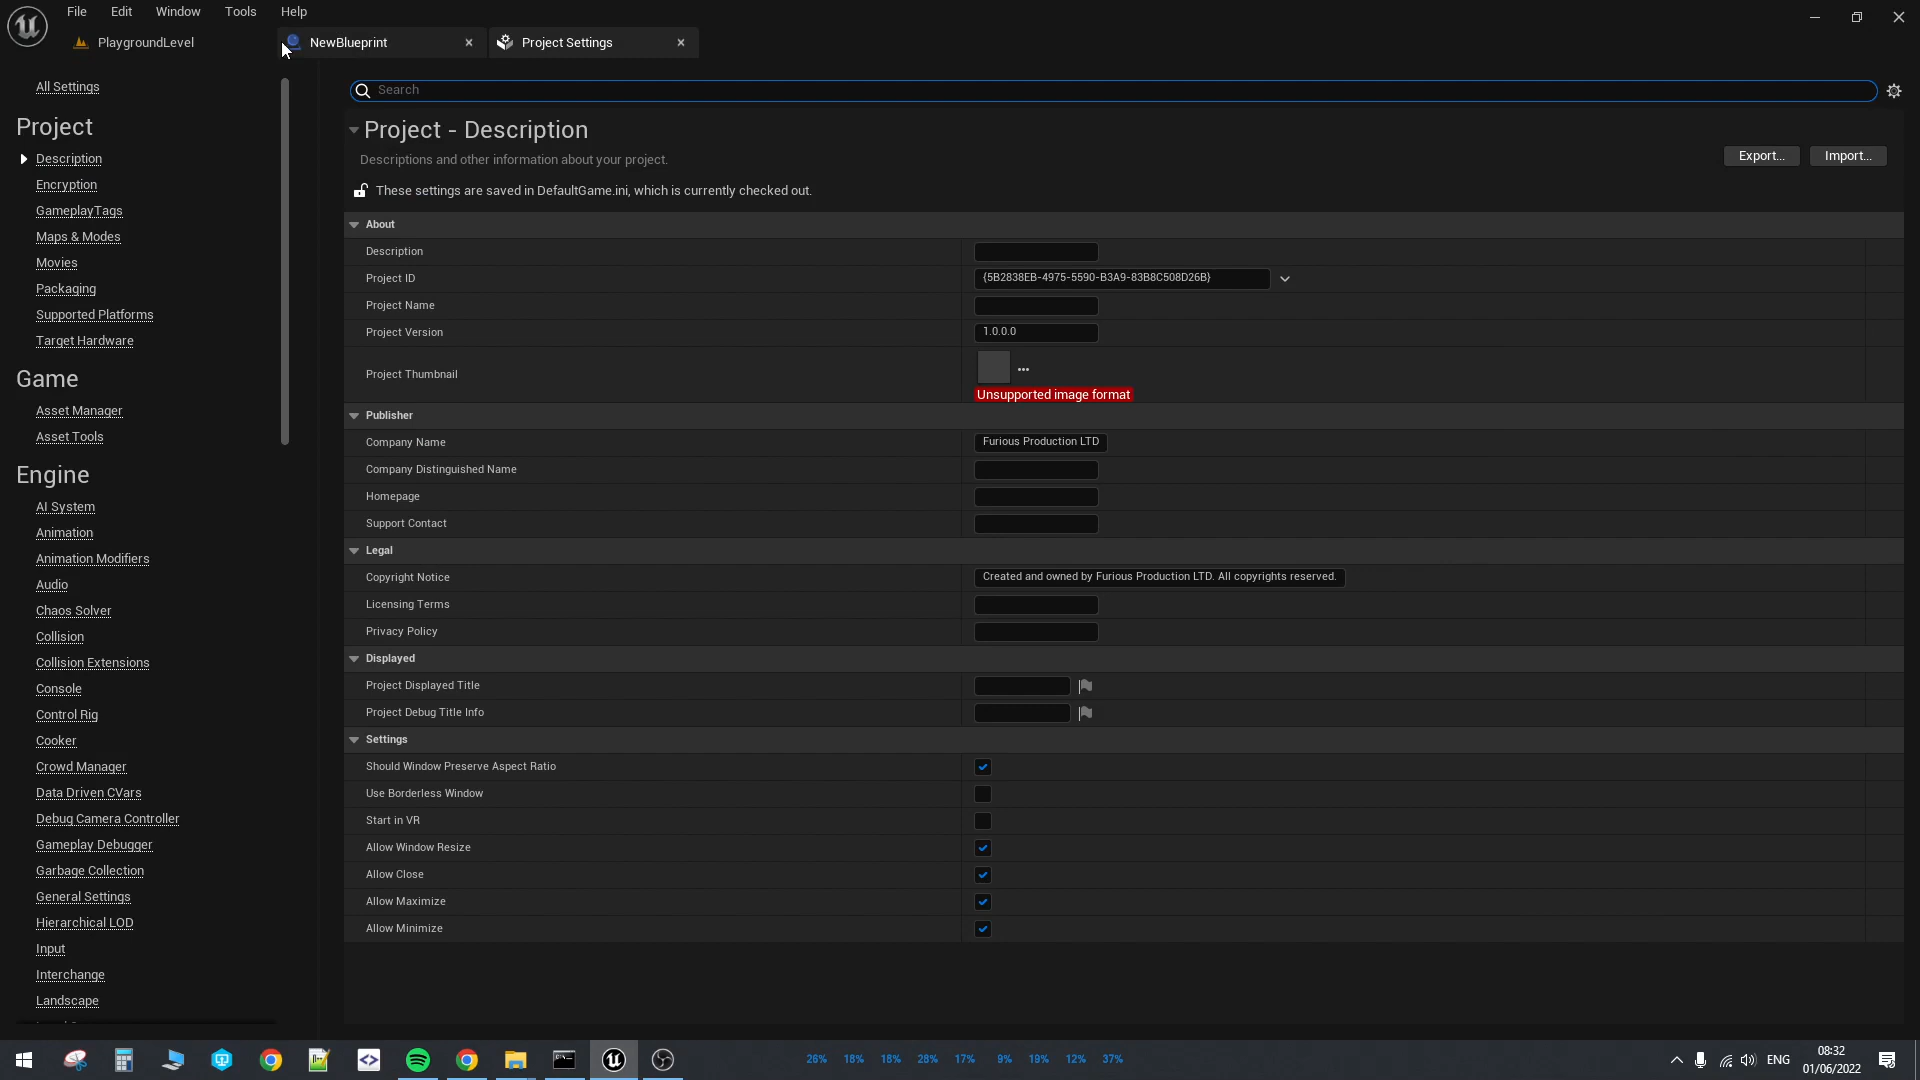 File Edit Window Tools Help
PlaygroundLevel NewBlueprint Project Settings
All Settings
Project
Description
Encryption
GameplayTags
Maps & Modes
Movies
Packaging
Supported Platforms
Target Hardware
Game
Asset Manager
Asset Tools
Engine
AI System
Animation
Animation Modifiers
Audio
Chaos Solver
Collision
Collision Extensions
Console
Control Rig
Cooker
Crowd Manager
Data Driven CVars
Debug Camera Controller
Gameplay Debugger
Garbage Collection
General Settings
Hierarchical LOD
Input
Interchange
Landscape
Search
Project - Description
Descriptions and other information about your project.
Export... Import...
These settings are saved in DefaultGame.ini, which is currently checked out.
About
Description
Project ID {5B2838EB-4975-5590-B3A9-83B8C508D26B}
Project Name
Project Version 1.0.0.0
Project Thumbnail
Unsupported image format
Publisher
Company Name Furious Production LTD
Company Distinguished Name
Homepage
Support Contact
Legal
Copyright Notice Created and owned by Furious Production LTD. All copyrights reserved.
Licensing Terms
Privacy Policy
Displayed
Project Displayed Title
Project Debug Title Info
Settings
Should Window Preserve Aspect Ratio
Use Borderless Window
Start in VR
Allow Window Resize
Allow Close
Allow Maximize
Allow Minimize
26% 18% 18% 28% 17% 9% 19% 12% 37%
ENG
08:32
01/06/2022